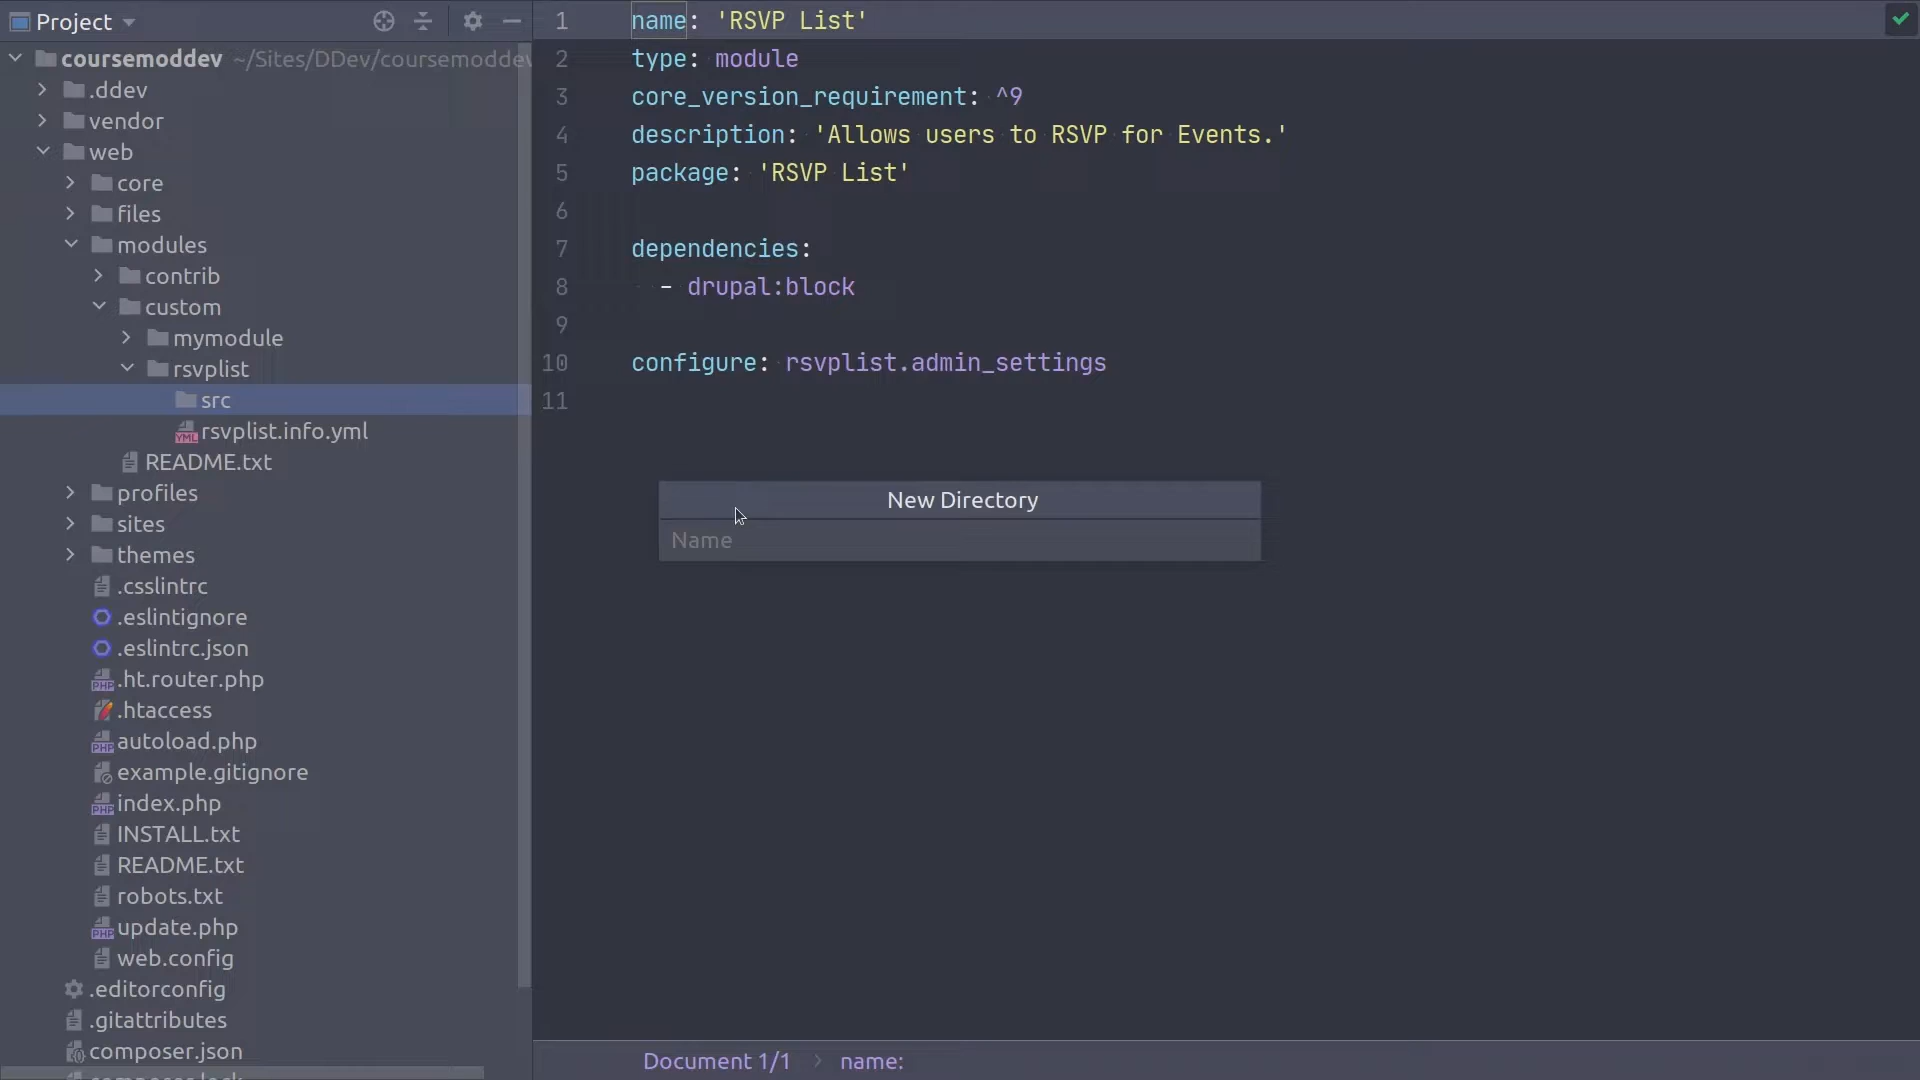 Project
coursemoddev ~/Sites/DDev/coursemoddev
.ddev
vendor
web
core
files
modules
contrib
custom
mymodule
rsvplist
src
rsvplist.info.yml
README.txt
profiles
sites
themes
.csslintrc
.eslintignore
.eslintrc.json
.ht.router.php
.htaccess
autoload.php
example.gitignore
index.php
INSTALL.txt
README.txt
robots.txt
update.php
web.config
.editorconfig
.gitattributes
composer.json
composer.lock
1 name: 'RSVP List'
2 type: module
3 core_version_requirement: ^9
4 description: 'Allows users to RSVP for Events.'
5 package: 'RSVP List'
6
7 dependencies:
8 - drupal:block
9
10 configure: rsvplist.admin_settings
11
New Directory
Name
Document 1/1 > name: